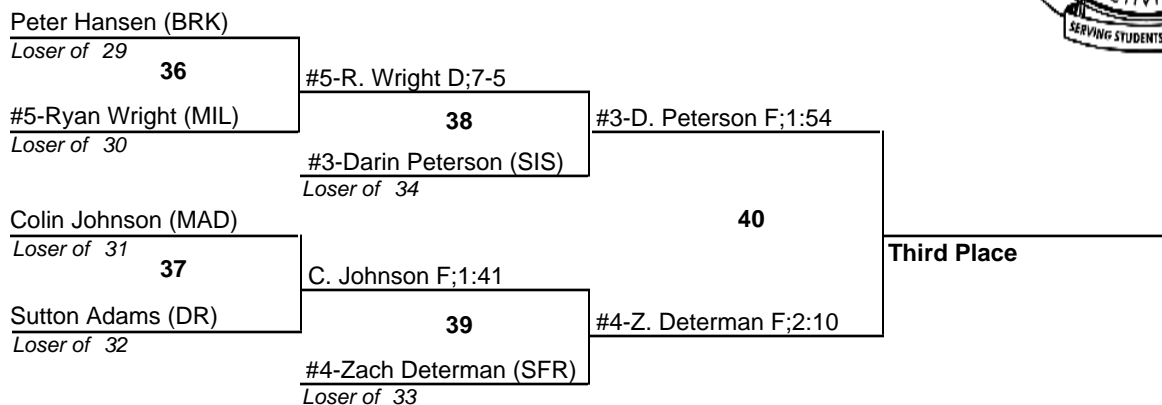 SERVING STUDENTS
Peter Hansen (BRK)
Loser of 29
36
#5-R. Wright D;7-5
#5-Ryan Wright (MIL)
Loser of 30
38
#3-D. Peterson F;1:54
#3-Darin Peterson (SIS)
Loser of 34
Colin Johnson (MAD)
Loser of 31
40
37
Third Place
C. Johnson F;1:41
Sutton Adams (DR)
Loser of 32
39
#4-Z. Determan F;2:10
#4-Zach Determan (SFR)
Loser of 33